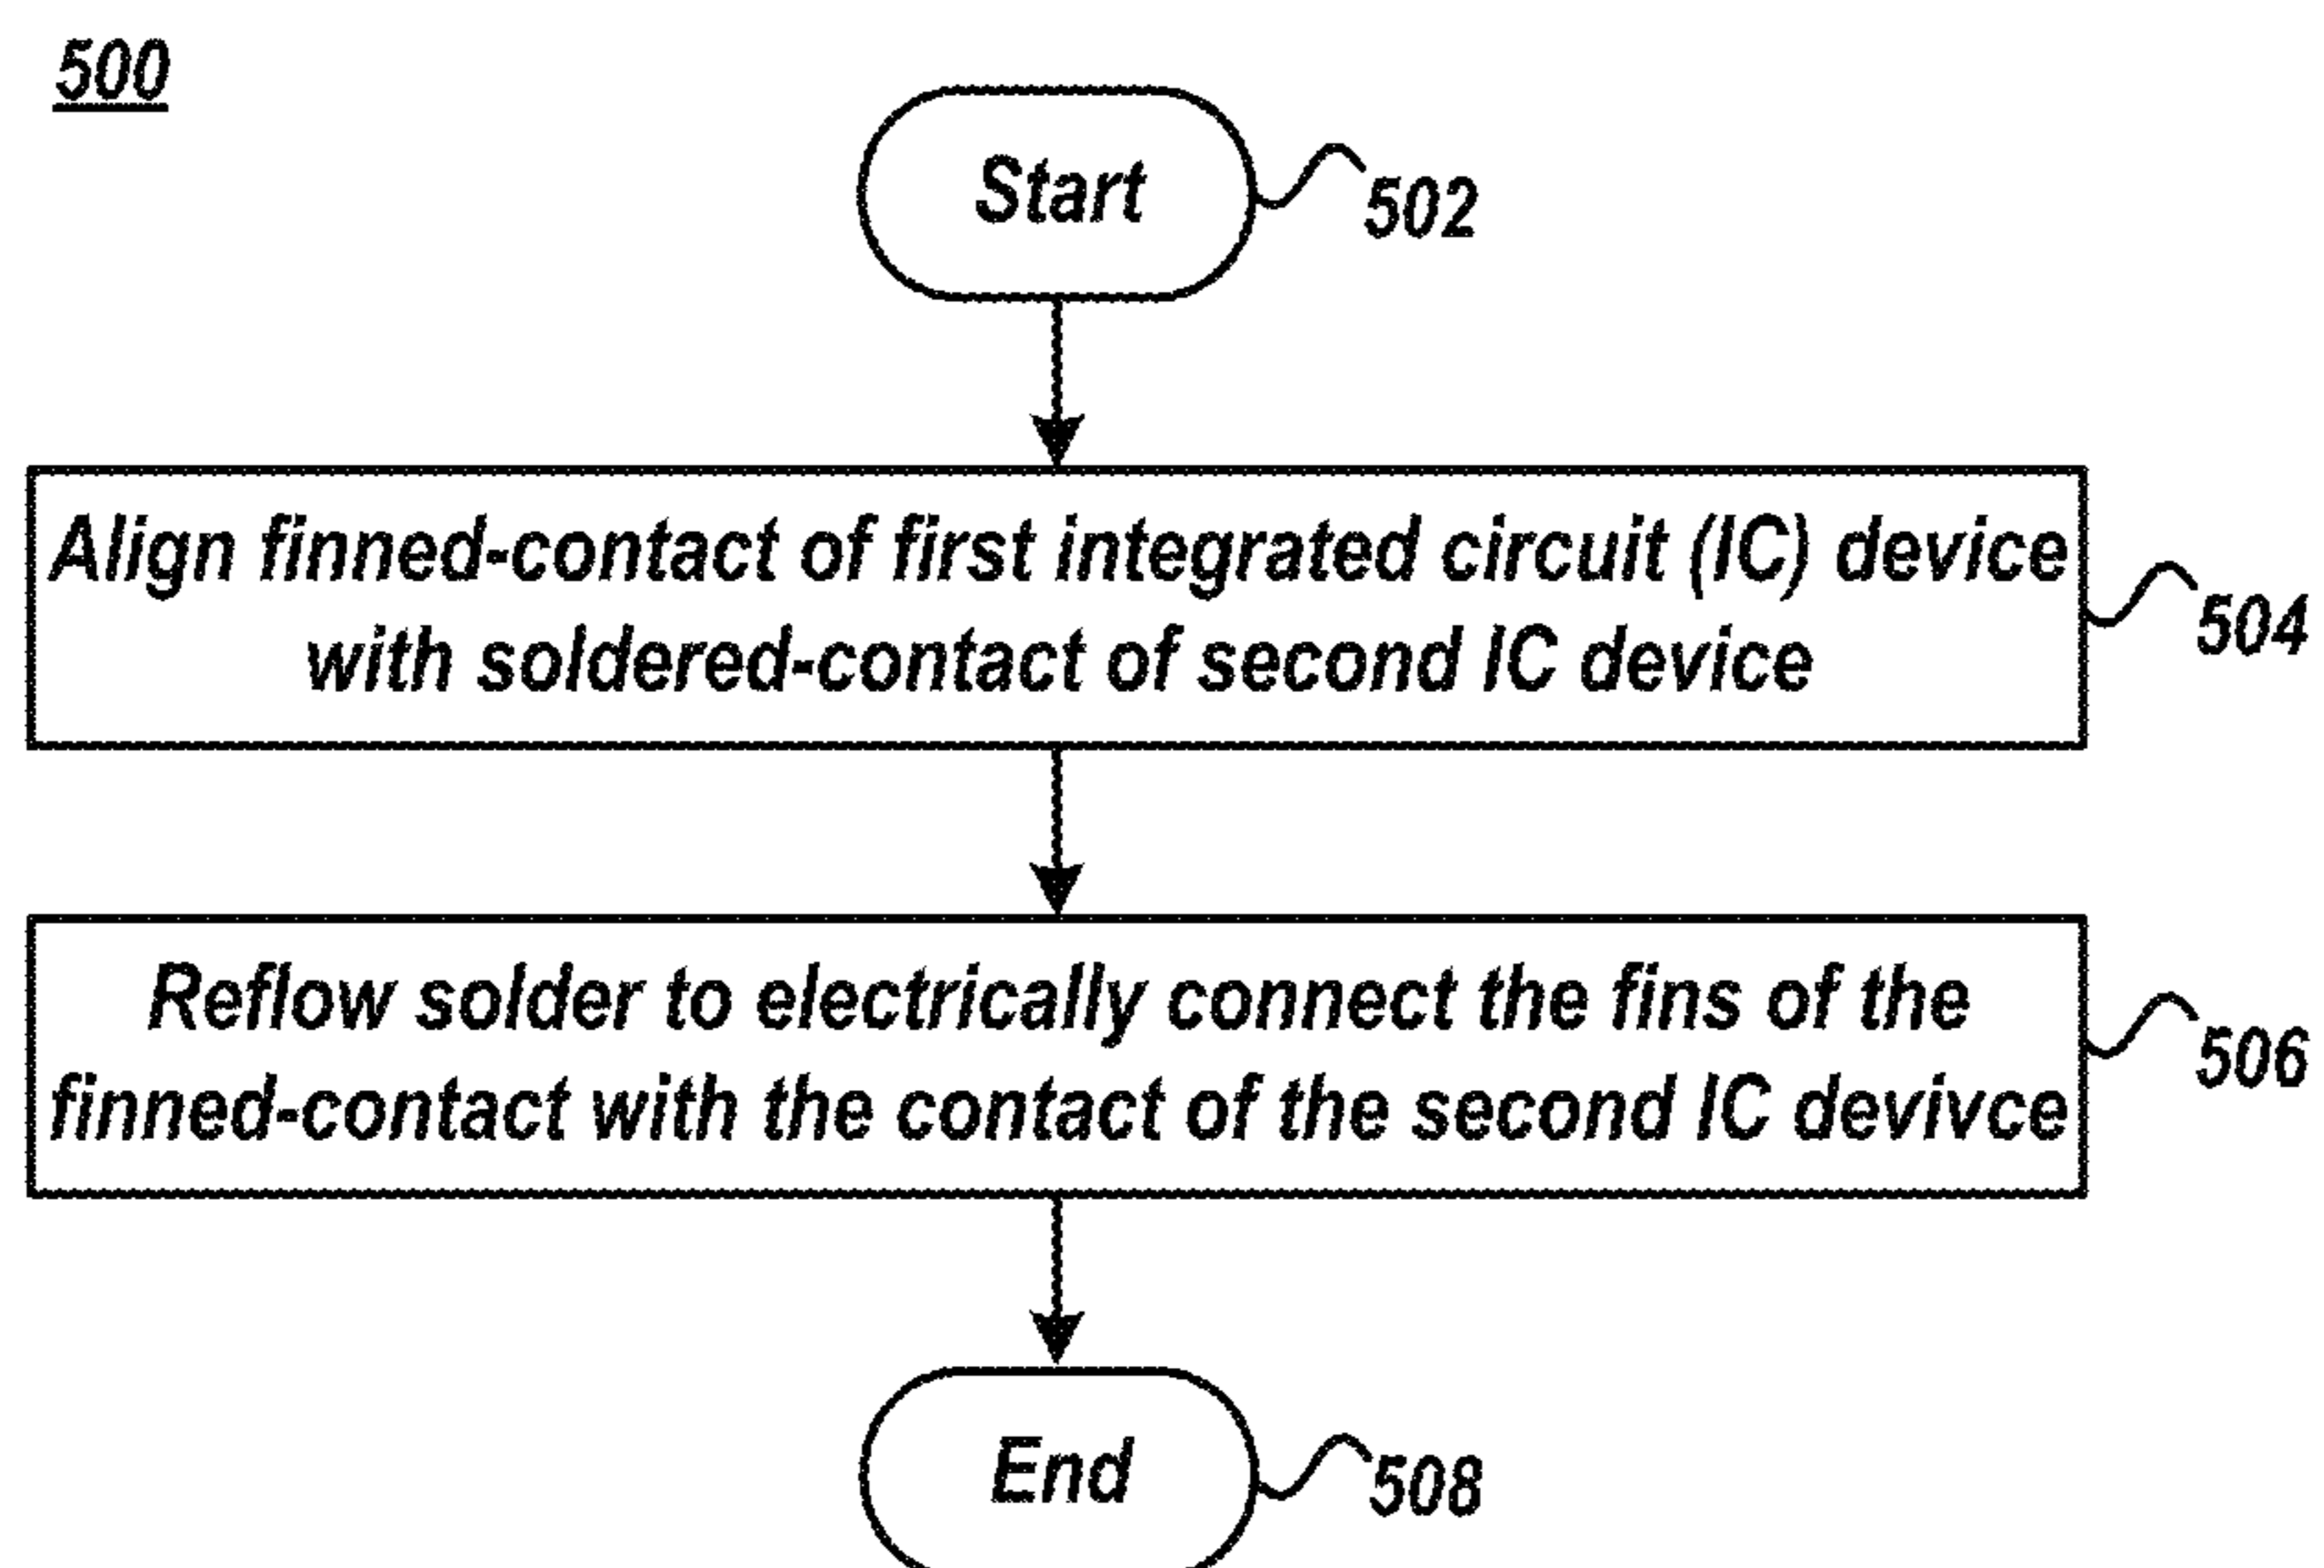 500
Start
502
Align finned-contact of first integrated circuit (IC) device
with soldered-contact of second IC device
504
Reflow solder to electrically connect the fins of the
finned-contact with the contact of the second IC devivce
506
End
508